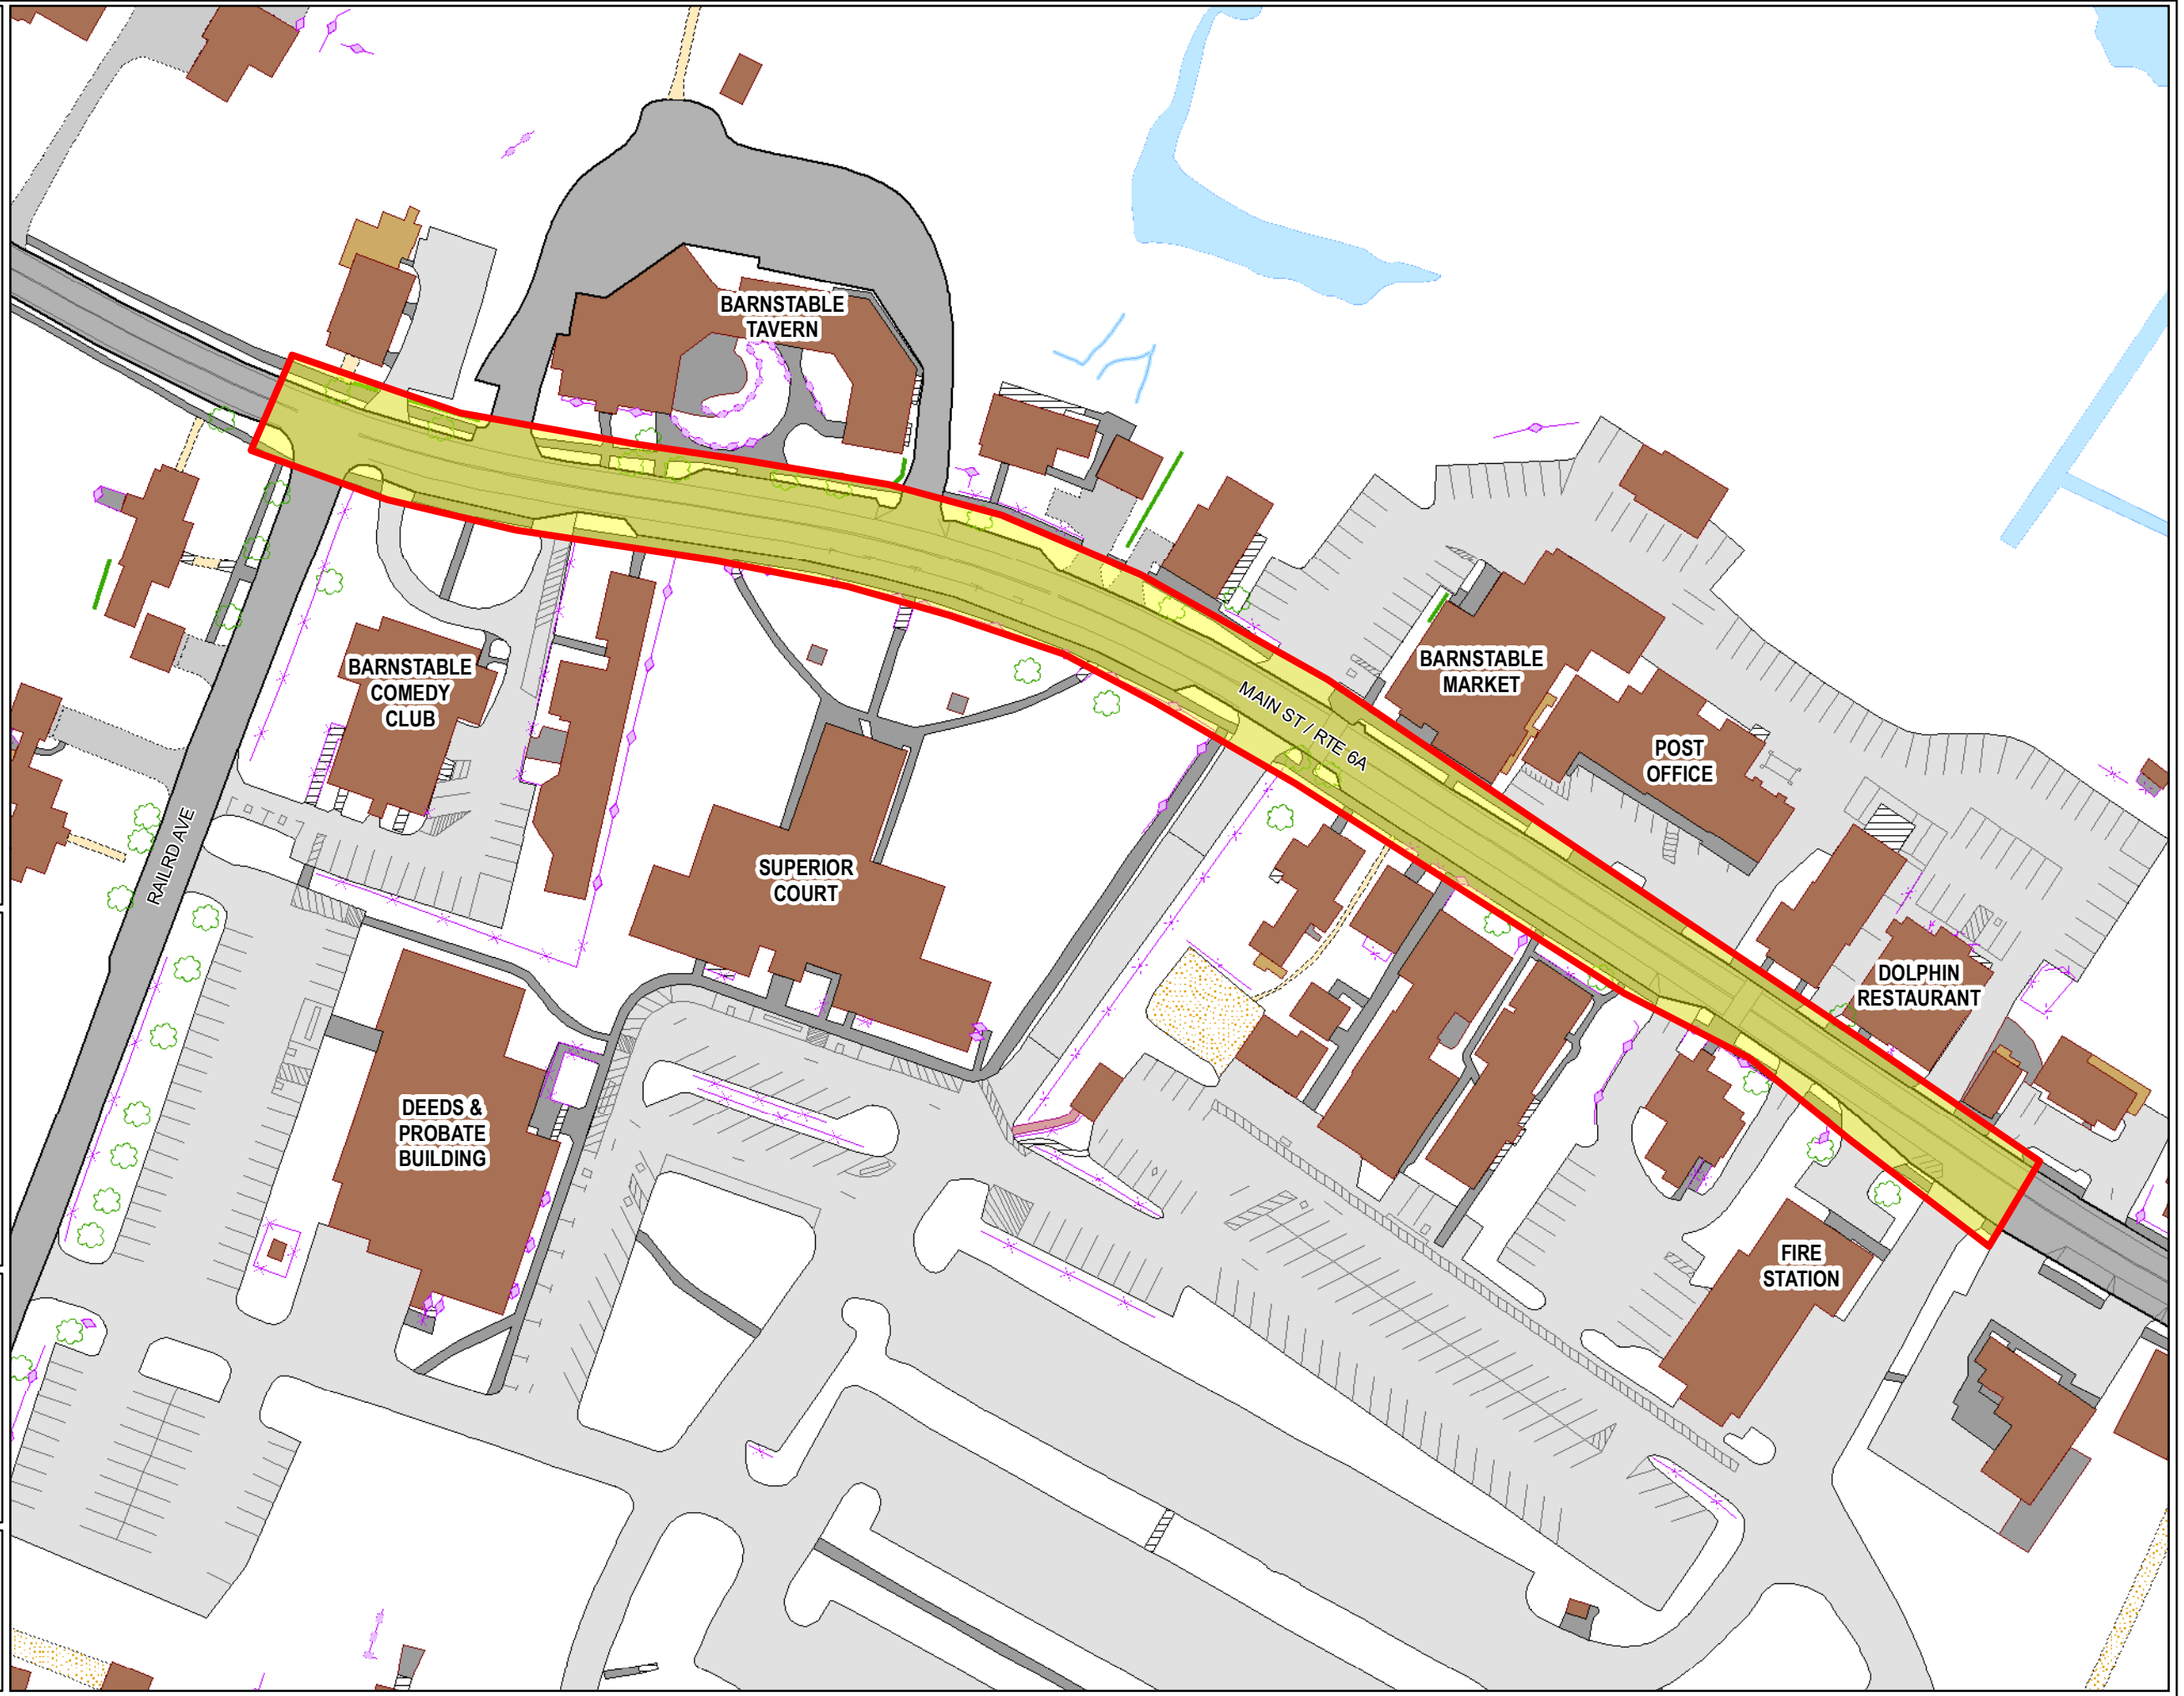 BARNSTABLE
TAVERN
BARNSTABLE
COMEDY
CLUB
BARNSTABLE
MARKET
MAIN ST / RTE 6A
POST
OFFICE
RAILRD AVE
SUPERIOR
COURT
DOLPHIN
RESTAURANT
DEEDS &
PROBATE
BUILDING
FIRE
STATION